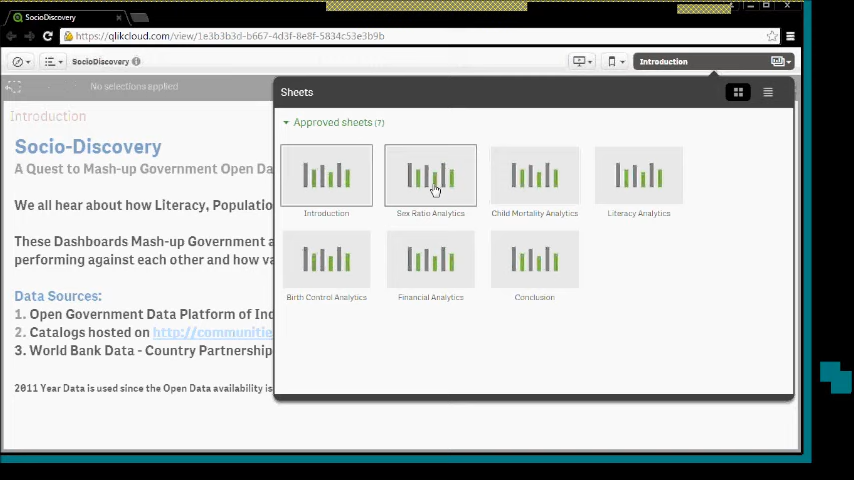 SocioDiscovery
https://qlikcloud.com/view/1e3b3b3d-b667-4d3f-8e8f-5834c53e3b9b
SocioDiscovery
Introduction
No selections applied
Sheets
Introduction
Approved sheets (7)
Socio-Discovery
A Quest to Mash-up Government Open Da
We all hear about how Literacy, Populatio
These Dashboards Mash-up Government a
performing against each other and how va
Introduction
Sex Ratio Analytics
Child Mortality Analytics
Literacy Analytics
Birth Control Analytics
Financial Analytics
Conclusion
Data Sources:
1. Open Government Data Platform of Ind
2. Catalogs hosted on http://communitie
3. World Bank Data - Country Partnership
2011 Year Data is used since the Open Data availability is